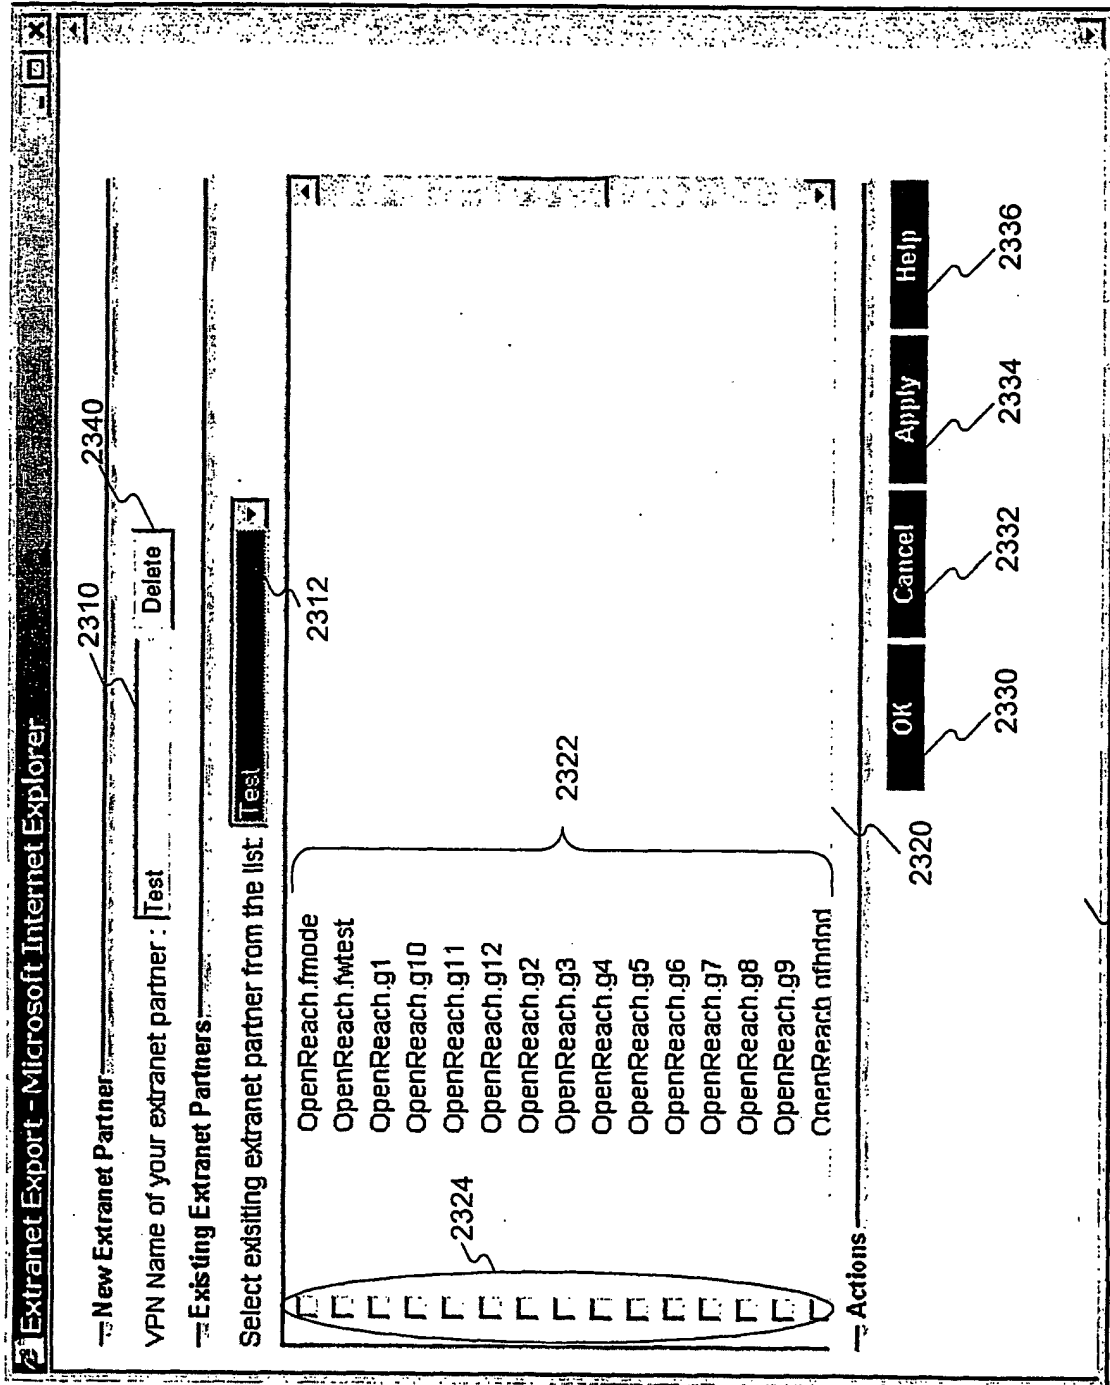 Extranet Export - Microsoft Internet Explorer
New Extranet Partner
2310
2340
VPN Name of your extranet partner : Test
Delete
Existing Extranet Partners
Select exisiting extranet partner from the list: Test
2312
2324
OpenReach.fmode
OpenReach.fwtest
OpenReach.g1
OpenReach.g10
OpenReach.g11
OpenReach.g12
OpenReach.g2
OpenReach.g3
OpenReach.g4
OpenReach.g5
OpenReach.g6
OpenReach.g7
OpenReach.g8
OpenReach.g9
OpenReach
2322
2320
Actions
OK Cancel Apply Help
2330 2332 2334 2336